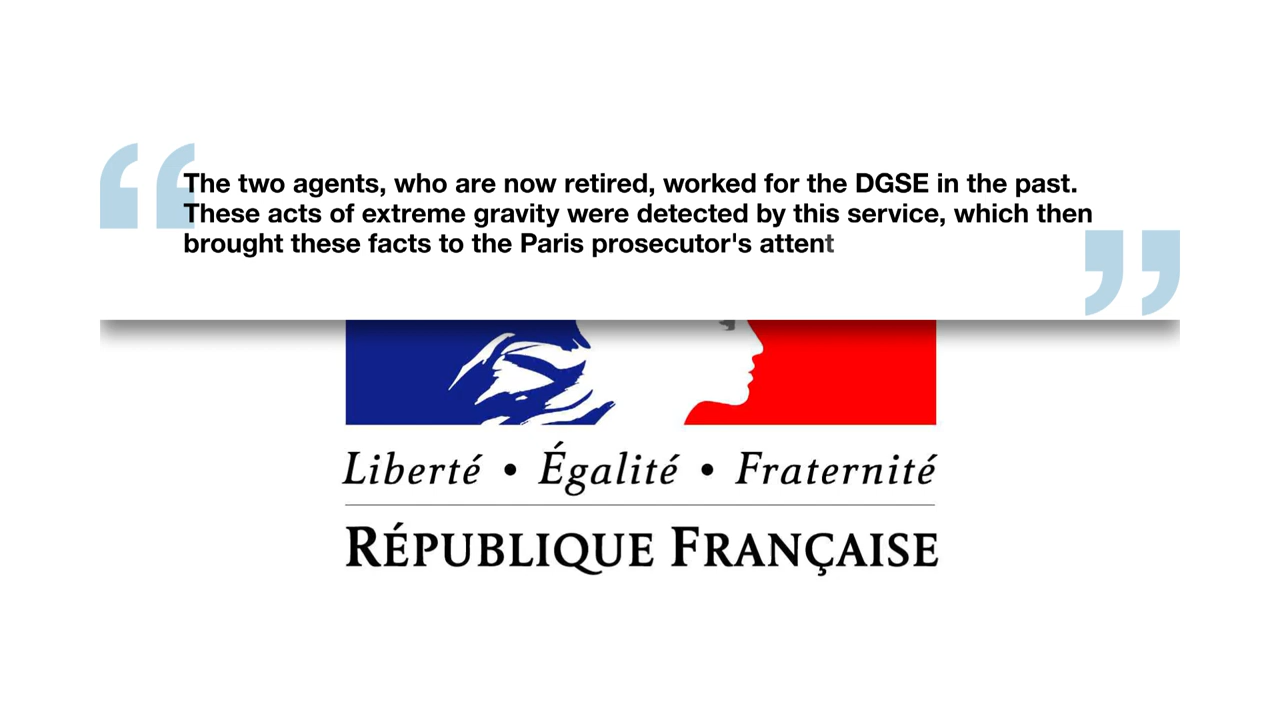 The two agents, who are now retired, worked for the DGSE in the past.
These acts of extreme gravity were detected by this service, which then
brought these facts to the Paris prosecutor's attent
Liberté • Égalité • Fraternité
RÉPUBLIQUE FRANÇAISE